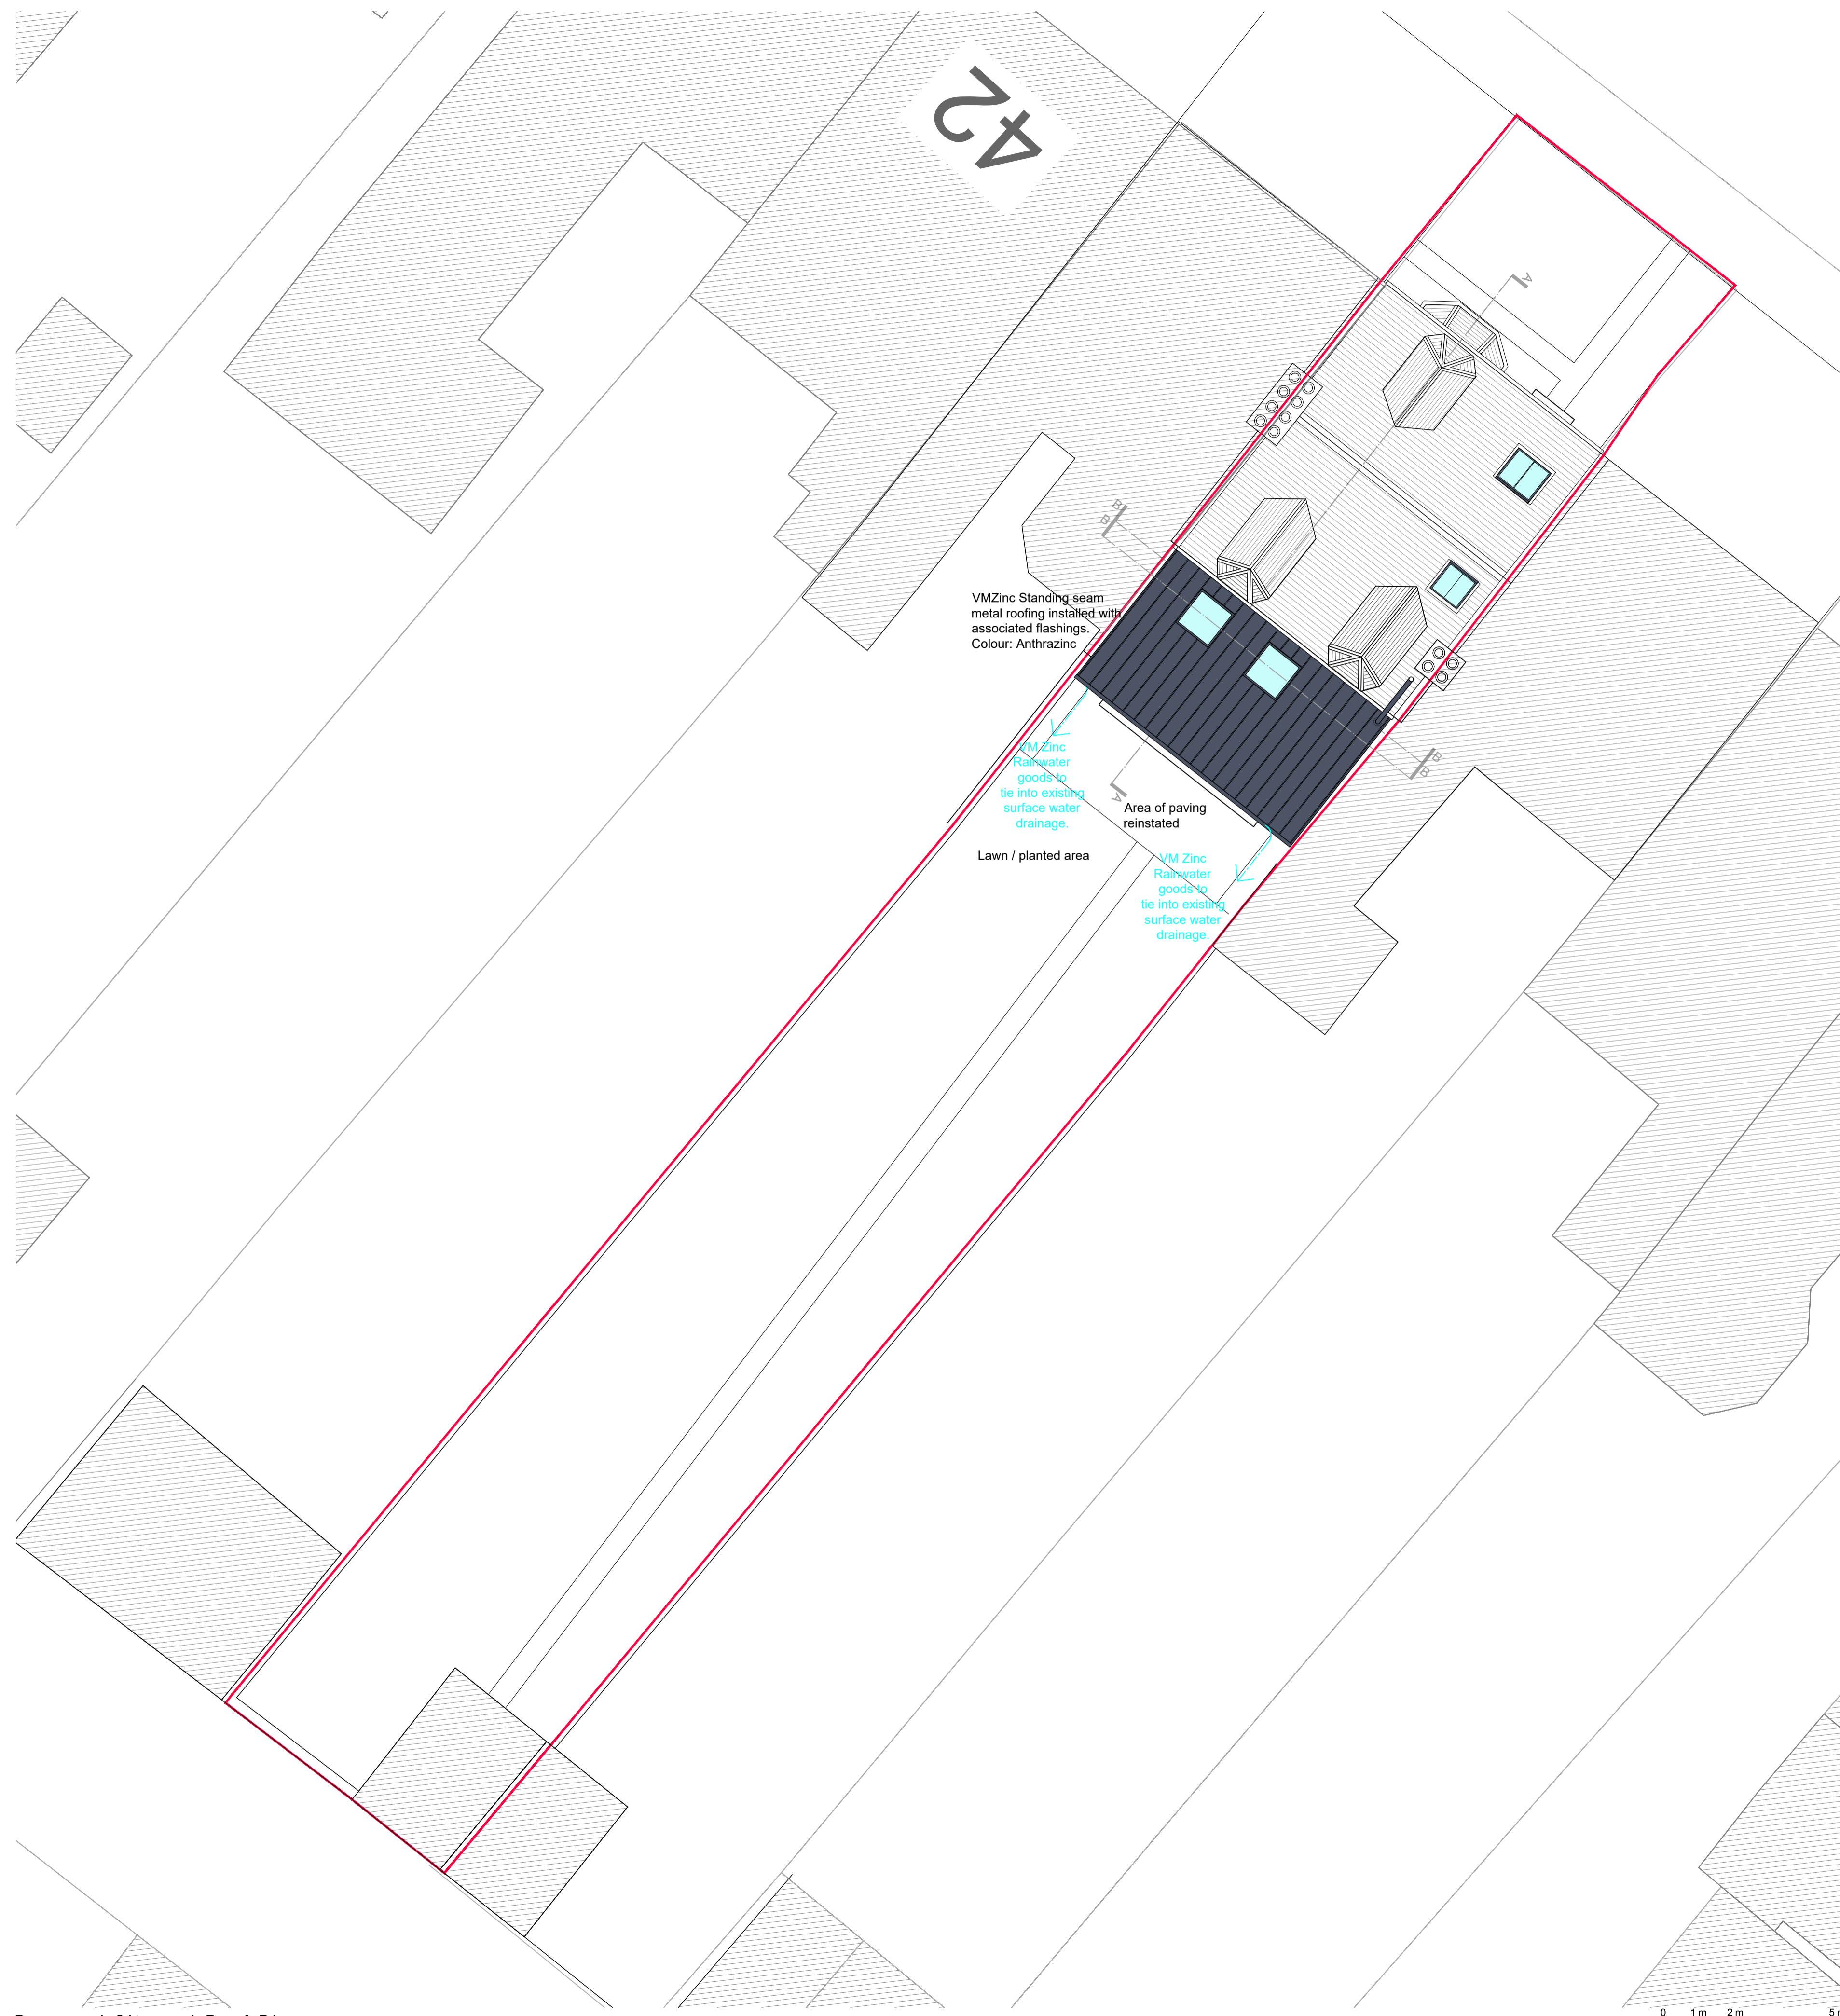 42
A
B
B
VMZinc Standing seam
metal roofing installed with
associated flashings.
Colour: Anthrazinc
VM Zinc
Rainwater
goods to
tie into existing
surface water
drainage.
B
B
A
Area of paving
reinstated
Lawn / planted area
VM Zinc
Rainwater
goods to
tie into existing
surface water
drainage.
0 1 m 2 m 5